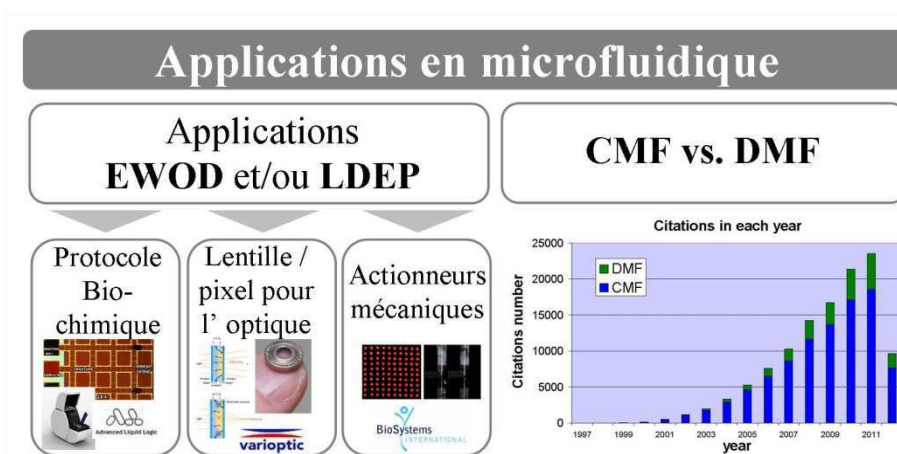 Applications en microfluidique
Applications
EWOD et/ou LDEP
CMF vs. DMF
Protocole
Bio-
chimique
Advanced Liquid Logic
Lentille /
pixel pour
l’ optique
varioptic
Actionneurs
mécaniques
BioSystems
INTERNATIONAL
Citations in each year
Citations number
25000
20000
15000
10000
5000
0
DMF
CMF
1997
1999
2001
2003
2005
2007
2009
2011
year